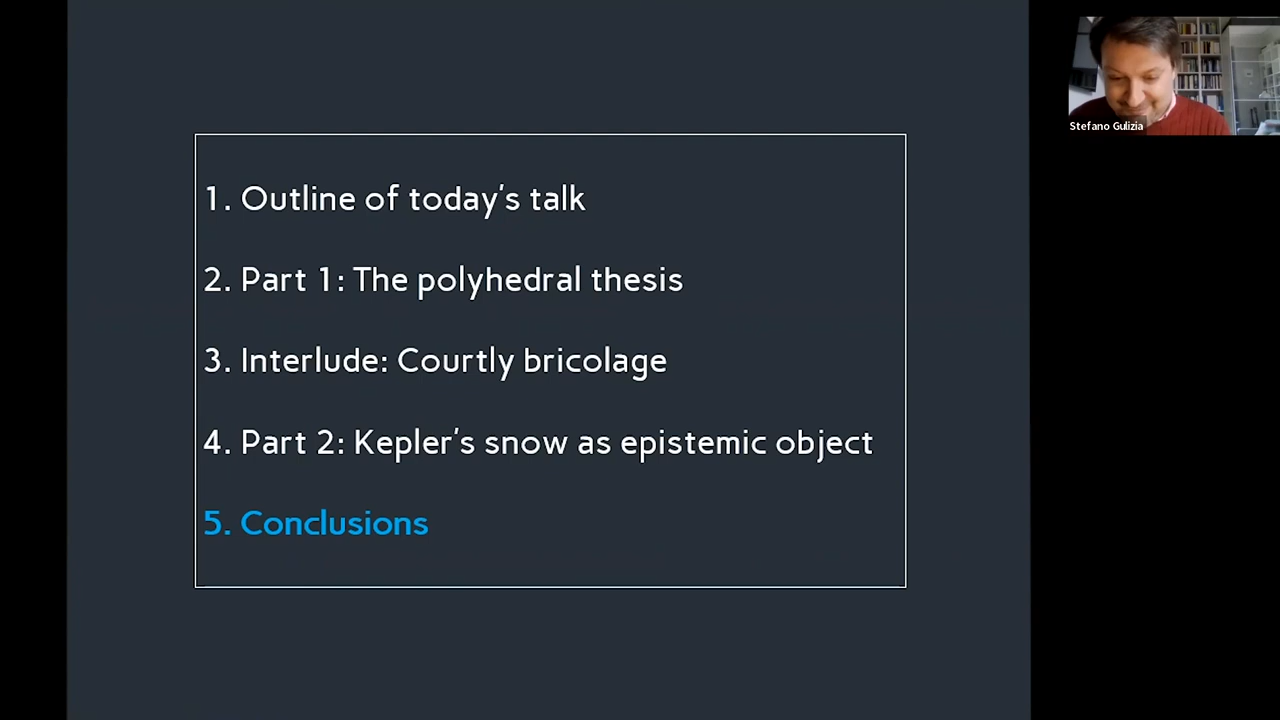 1. Outline of today's talk
2. Part 1: The polyhedral thesis
3. Interlude: Courtly bricolage
4. Part 2: Kepler's snow as epistemic object
5. Conclusions
Stefano Gulizia